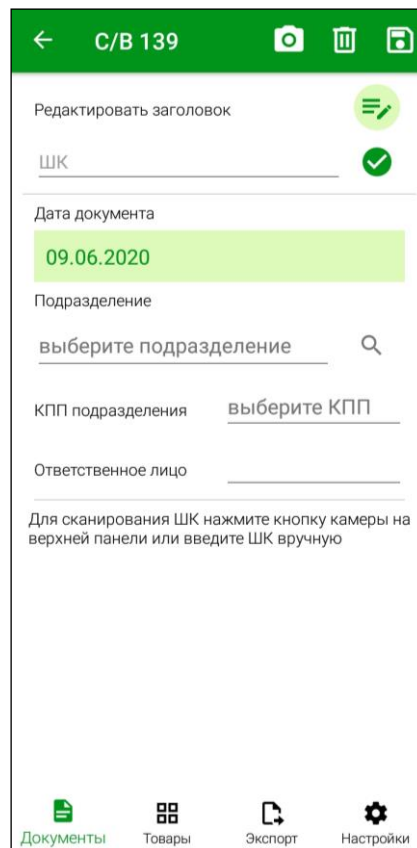 С/В 139
Редактировать заголовок
ШК
Дата документа
09.06.2020
Подразделение
выберите подразделение
КПП подразделения
выберите КПП
Ответственное лицо
Для сканирования ШК нажмите кнопку камеры на
верхней панели или введите ШК вручную
Документы
Товары
Экспорт
Настройки